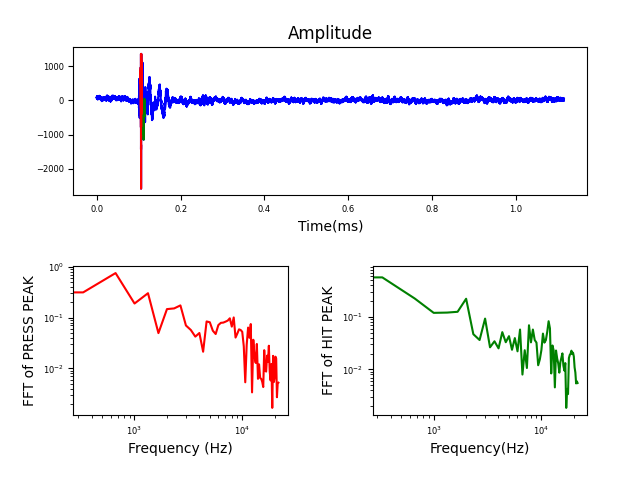 Amplitude
1000
0
−1000
−2000
0.0 0.2 0.4 0.6 0.8 1.0
Time(ms)
FFT of PRESS PEAK
10⁰
10⁻¹
10⁻²
10³ 10⁴
Frequency (Hz)
FFT of HIT PEAK
10⁻¹
10⁻²
10³ 10⁴
Frequency(Hz)